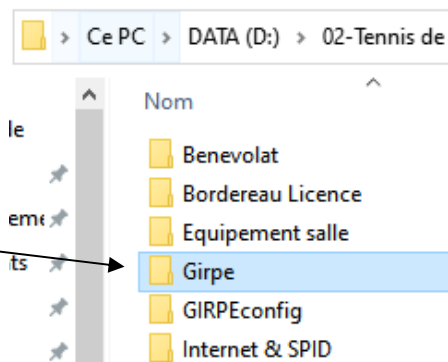 Ce PC > DATA (D:) > 02-Tennis de
Nom
Benevolat
Bordereau Licence
Equipement salle
Girpe
GIRPEconfig
Internet & SPID